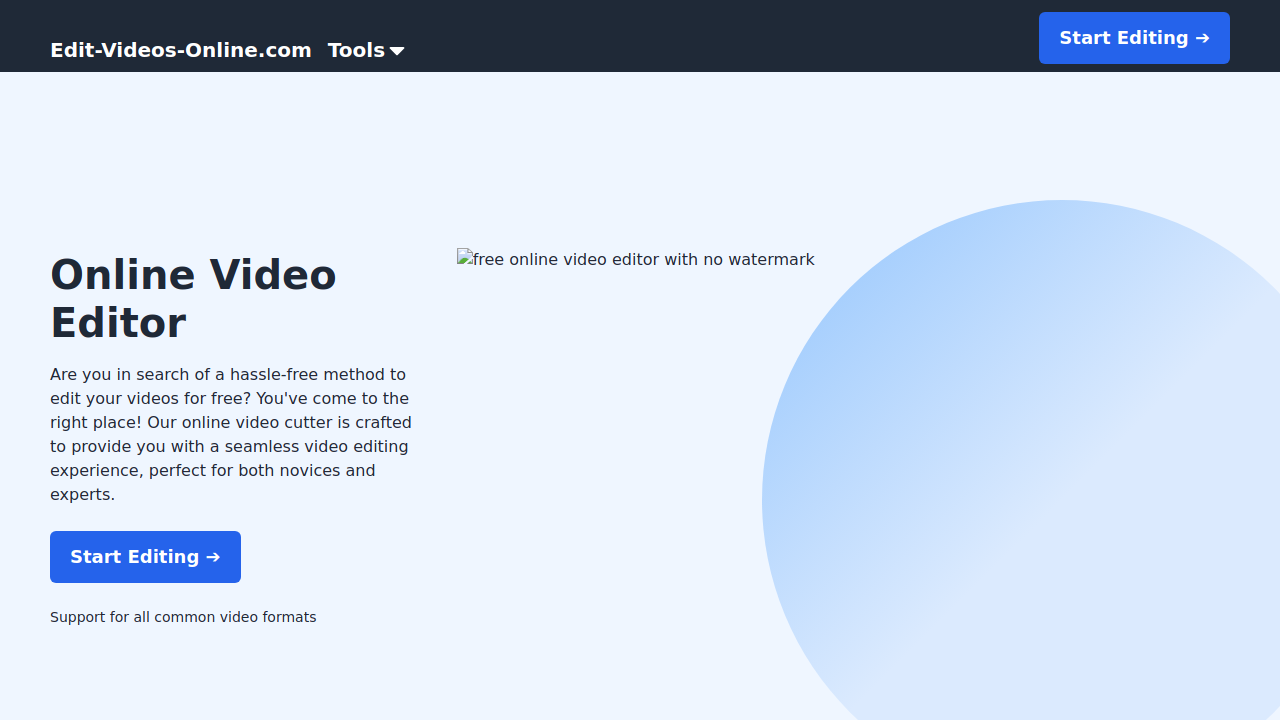 Edit-Videos-Online.com Tools
Start Editing ➔
Online Video
Editor
Are you in search of a hassle-free method to
edit your videos for free? You've come to the
right place! Our online video cutter is crafted
to provide you with a seamless video editing
experience, perfect for both novices and
experts.
Start Editing ➔
Support for all common video formats
free online video editor with no watermark